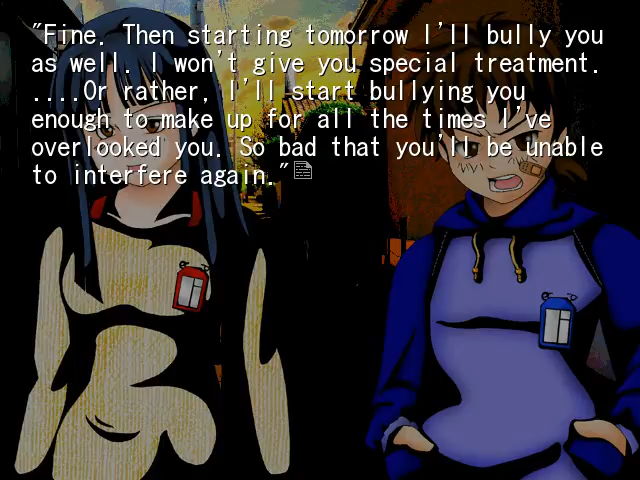 "Fine. Then starting tomorrow I'll bully you
as well. I won't give you special treatment.
....Or rather, I'll start bullying you
enough to make up for all the times I've
overlooked you. So bad that you'll be unable
to interfere again."